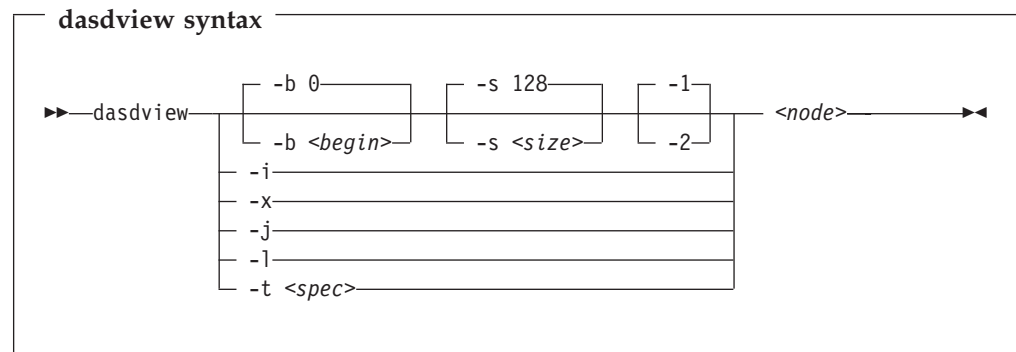 dasdview syntax
-b 0 -s 128 -1
►►—dasdview <node> ►◄
-b <begin> -s <size> -2
-i
-x
-j
-l
-t <spec>